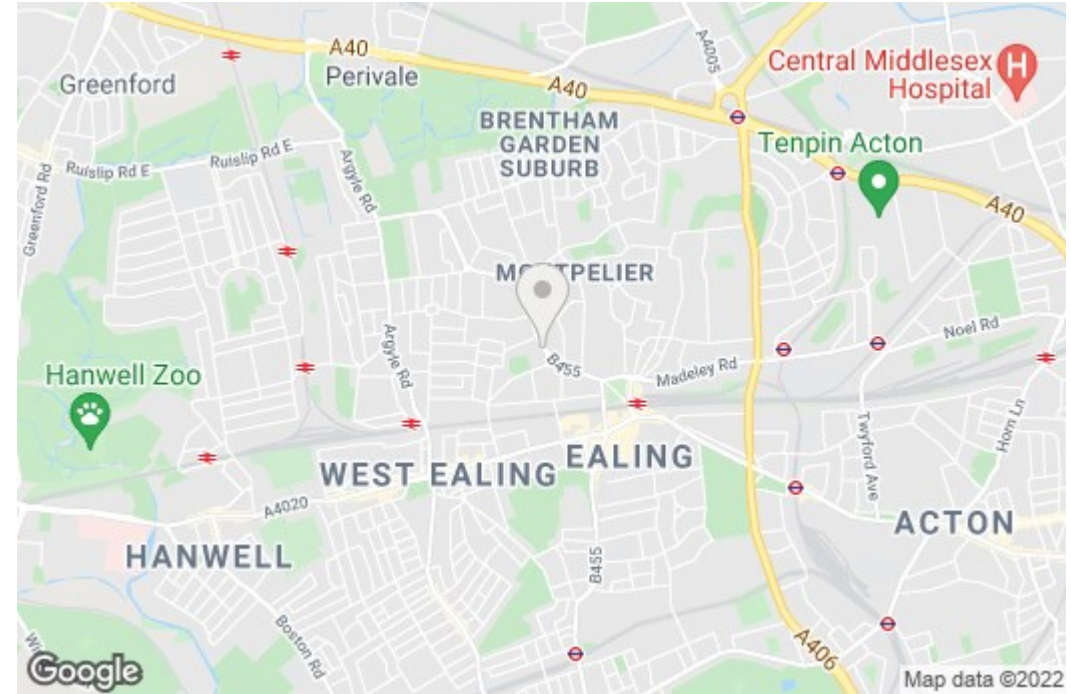 A40
Perivale
Greenford
A40
A4005
Central Middlesex
Hospital
H
BRENTHAM
GARDEN
SUBURB
Tenpin Acton
Ruislip Rd E
Ruislip Rd E
Argyle Rd
Greenford Rd
A40
MONTPELIER
Noel Rd
Argyle Rd
B455
Madeley Rd
Hanwell Zoo
Horn Ln
Twyford Ave
WEST EALING
EALING
A4020
ACTON
HANWELL
B455
Boston Rd
A406
Google
Map data ©2022